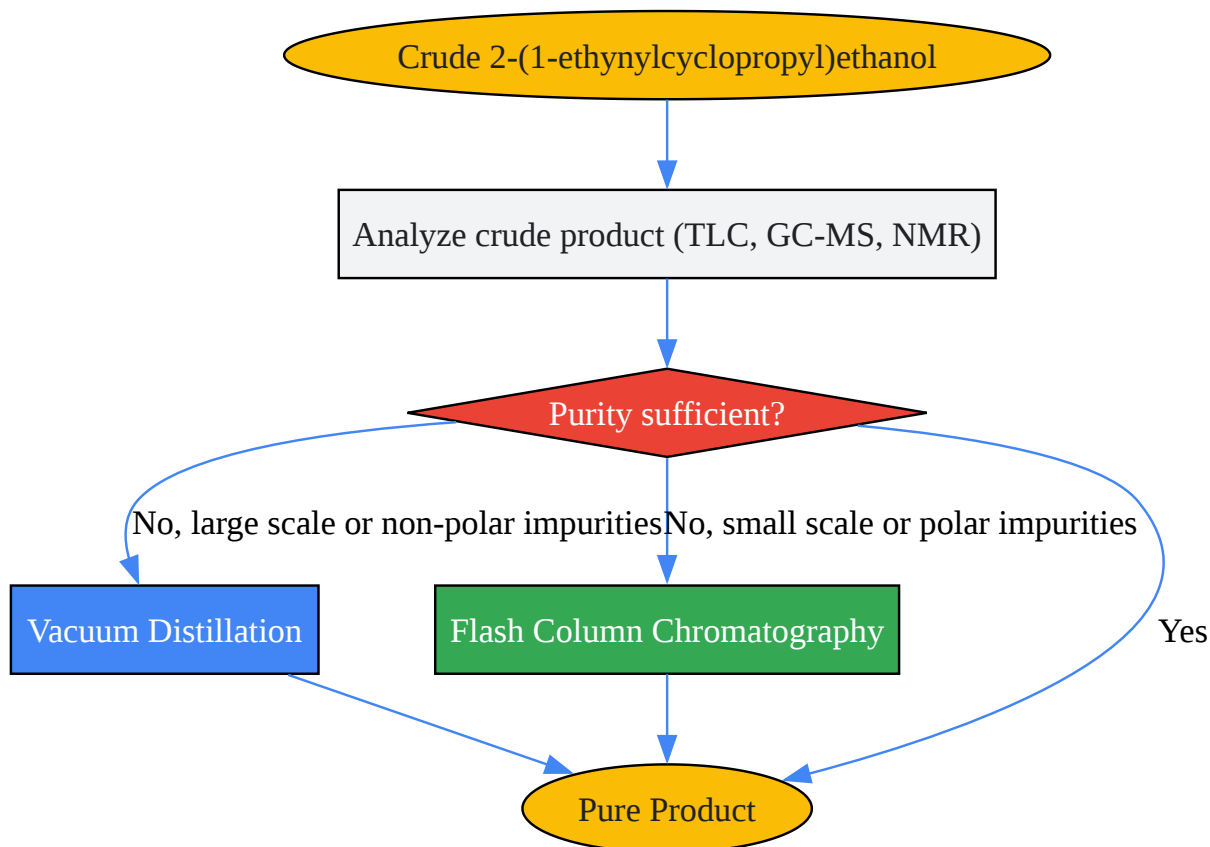 Crude 2-(1-ethynylcyclopropyl)ethanol
Analyze crude product (TLC, GC-MS, NMR)
Purity sufficient?
No, large scale or non-polar impurities
No, small scale or polar impurities
Vacuum Distillation
Flash Column Chromatography
Yes
Pure Product